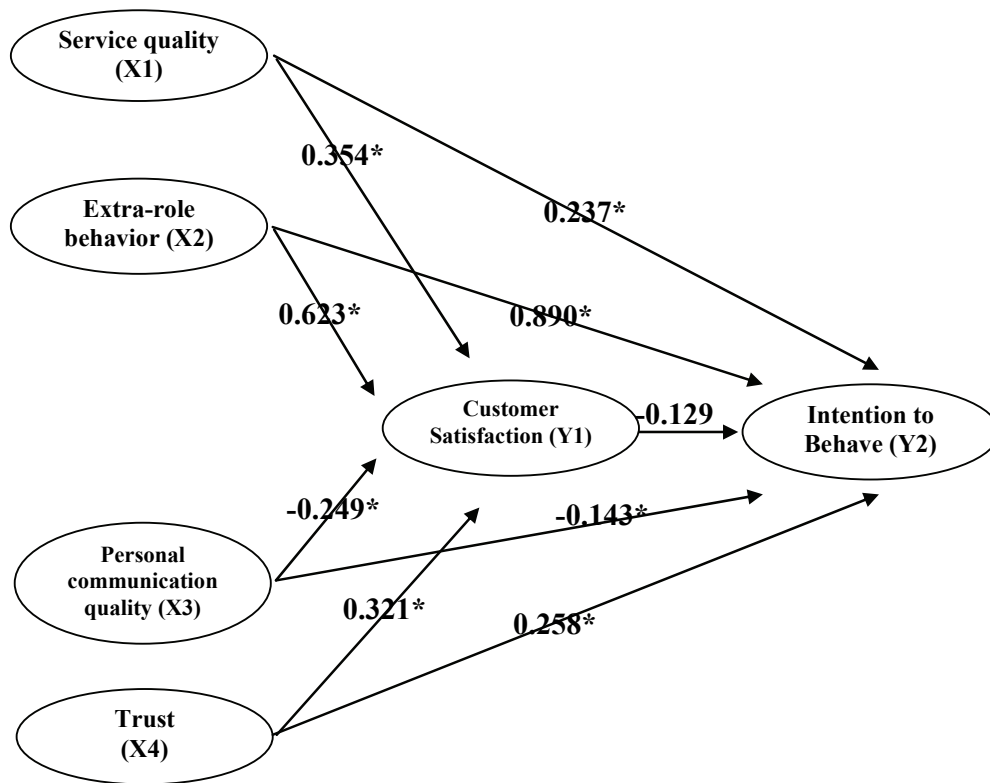 Service quality
(X1)
0.354*
0.237*
Extra-role
behavior (X2)
0.623*
0.890*
Customer
Satisfaction (Y1)
-0.129
Intention to
Behave (Y2)
-0.249*
-0.143*
Personal
communication
quality (X3)
0.321*
0.258*
Trust
(X4)